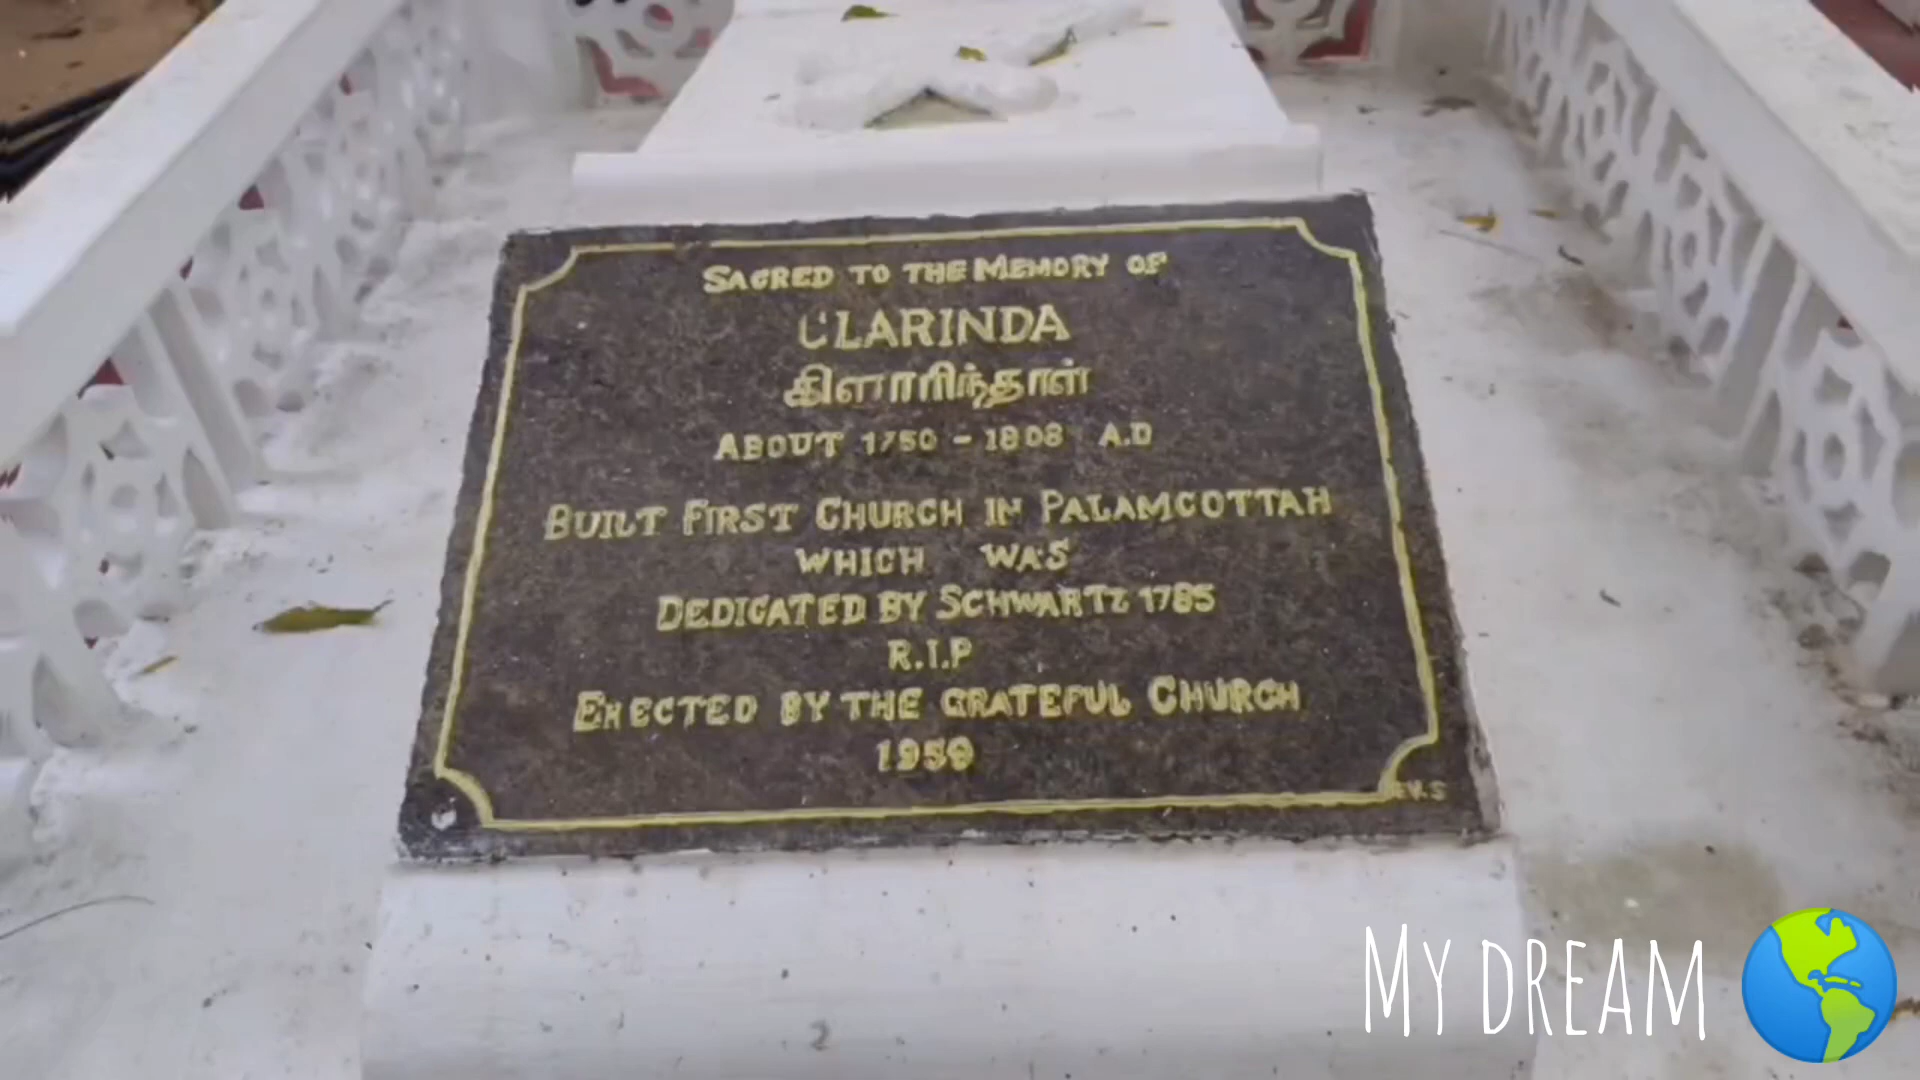 SACRED TO THE MEMORY OF
CLARINDA
கிளாரிந்தாள்
ABOUT 1750 - 1808 A.D
BUILT FIRST CHURCH IN PALAMCOTTAH
WHICH WAS
DEDICATED BY SCHWARTZ 1785
R.I.P
ERECTED BY THE GRATEFUL CHURCH
1959
MY DREAM